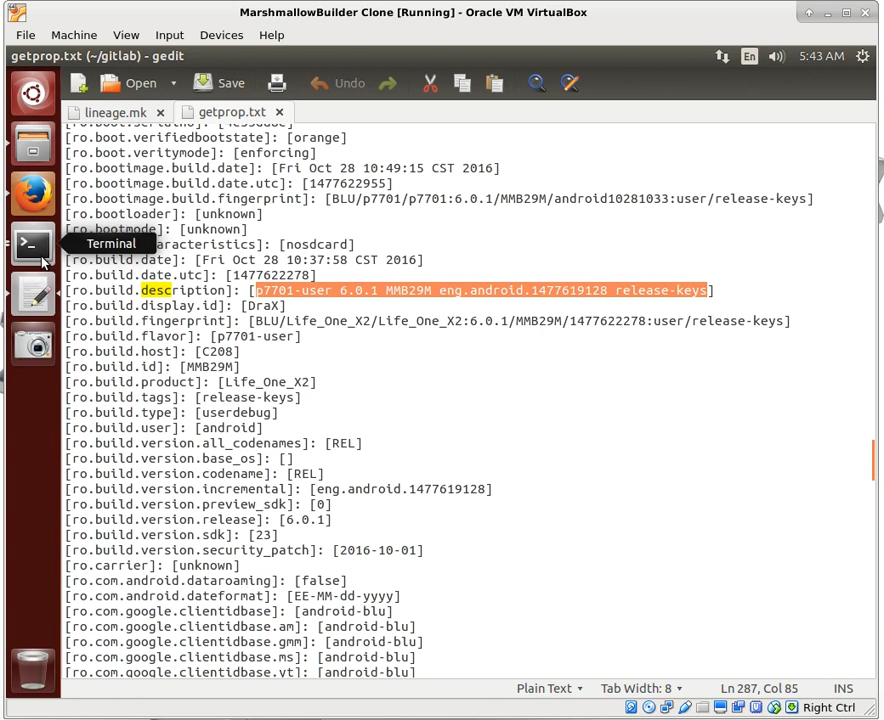 MarshmallowBuilder Clone [Running] - Oracle VM VirtualBox
File Machine View Input Devices Help
getprop.txt (~/gitlab) - gedit
En
5:43 AM
Open Save Undo
lineage.mk × getprop.txt ×
[ro.boot.verifiedbootstate]: [orange]
[ro.boot.veritymode]: [enforcing]
[ro.bootimage.build.date]: [Fri Oct 28 10:49:15 CST 2016]
[ro.bootimage.build.date.utc]: [1477622955]
[ro.bootimage.build.fingerprint]: [BLU/p7701/p7701:6.0.1/MMB29M/android10281033:user/release-keys]
[ro.bootloader]: [unknown]
[ro.bootmode]: [unknown]
Terminal
aracteristics]: [nosdcard]
[ro.build.date]: [Fri Oct 28 10:37:58 CST 2016]
[ro.build.date.utc]: [1477622278]
[ro.build.description]: [p7701-user 6.0.1 MMB29M eng.android.1477619128 release-keys]
[ro.build.display.id]: [DraX]
[ro.build.fingerprint]: [BLU/Life_One_X2/Life_One_X2:6.0.1/MMB29M/1477622278:user/release-keys]
[ro.build.flavor]: [p7701-user]
[ro.build.host]: [C208]
[ro.build.id]: [MMB29M]
[ro.build.product]: [Life_One_X2]
[ro.build.tags]: [release-keys]
[ro.build.type]: [userdebug]
[ro.build.user]: [android]
[ro.build.version.all_codenames]: [REL]
[ro.build.version.base_os]: []
[ro.build.version.codename]: [REL]
[ro.build.version.incremental]: [eng.android.1477619128]
[ro.build.version.preview_sdk]: [0]
[ro.build.version.release]: [6.0.1]
[ro.build.version.sdk]: [23]
[ro.build.version.security_patch]: [2016-10-01]
[ro.carrier]: [unknown]
[ro.com.android.dataroaming]: [false]
[ro.com.android.dateformat]: [EE-MM-dd-yyyy]
[ro.com.google.clientidbase]: [android-blu]
[ro.com.google.clientidbase.am]: [android-blu]
[ro.com.google.clientidbase.gmm]: [android-blu]
[ro.com.google.clientidbase.ms]: [android-blu]
[ro.com.google.clientidbase.yt]: [android-blu]
Plain Text Tab Width: 8 Ln 287, Col 85 INS
Right Ctrl